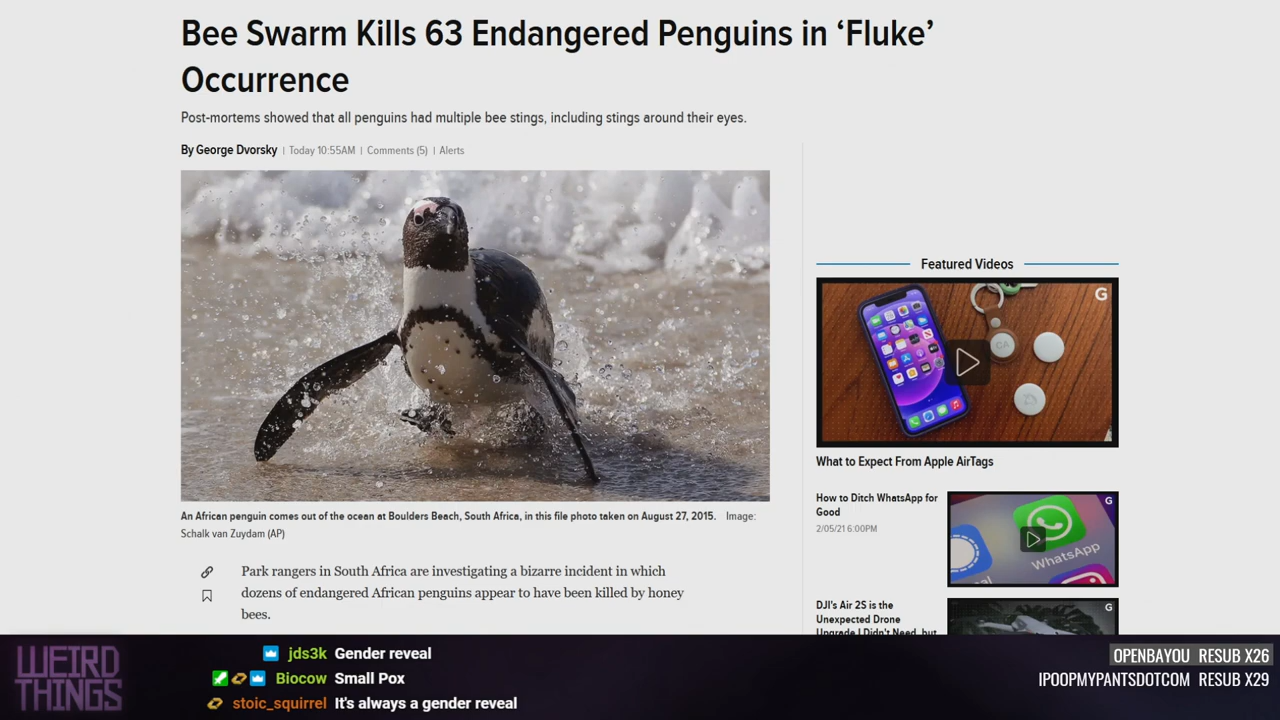 Bee Swarm Kills 63 Endangered Penguins in ‘Fluke’
Occurrence
Post-mortems showed that all penguins had multiple bee stings, including stings around their eyes.
By George Dvorsky | Today 10:55AM | Comments (5) | Alerts
An African penguin comes out of the ocean at Boulders Beach, South Africa, in this file photo taken on August 27, 2015. Image:
Schalk van Zuydam (AP)
Park rangers in South Africa are investigating a bizarre incident in which
dozens of endangered African penguins appear to have been killed by honey
bees.
Featured Videos
G
CA
What to Expect From Apple AirTags
How to Ditch WhatsApp for
Good
2/05/21 6:00PM
G
WhatsApp
nal
DJI's Air 2S is the
Unexpected Drone
Upgrade I Didn't Need, but
G
WEIRD
THINGS
jds3k Gender reveal
Biocow Small Pox
stoic_squirrel It's always a gender reveal
OPENBAYOU RESUB X26
IPOOPMYPANTSDOTCOM RESUB X29